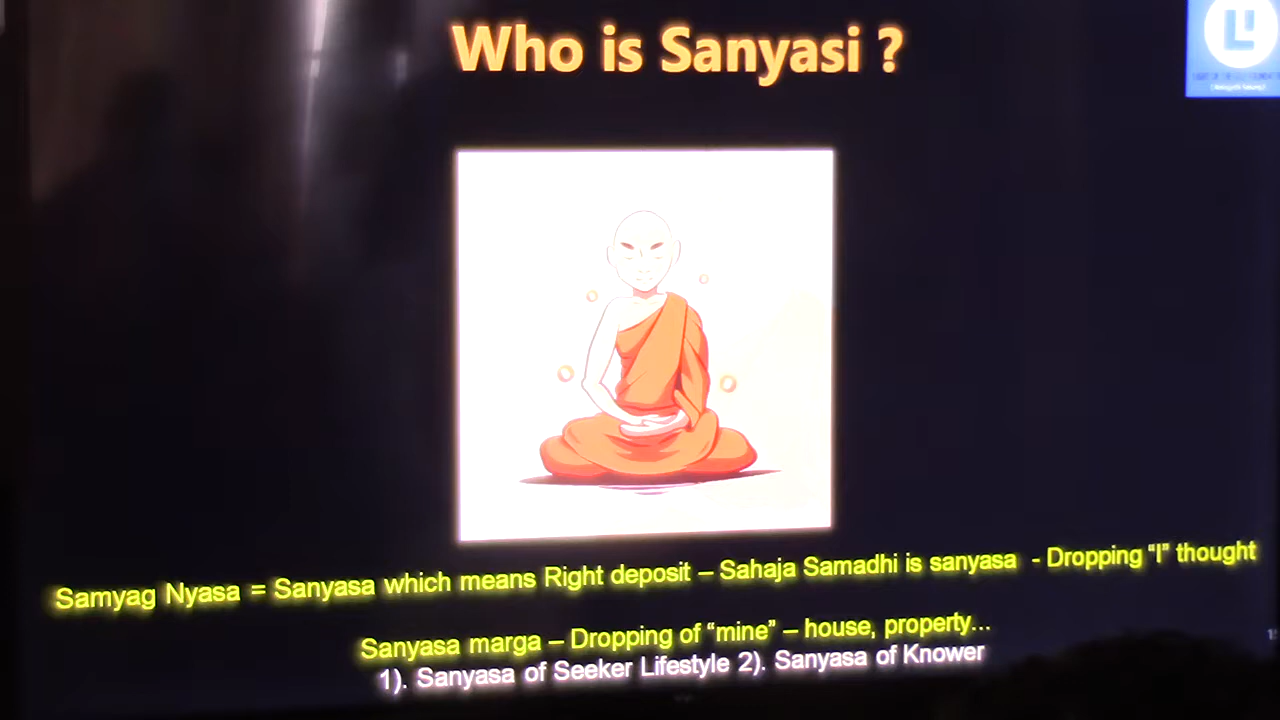 Who is Sanyasi ?
Samyag Nyasa = Sanyasa which means Right deposit – Sahaja Samadhi is sanyasa - Dropping “I” thought
Sanyasa marga – Dropping of “mine” – house, property...
1). Sanyasa of Seeker Lifestyle 2). Sanyasa of Knower